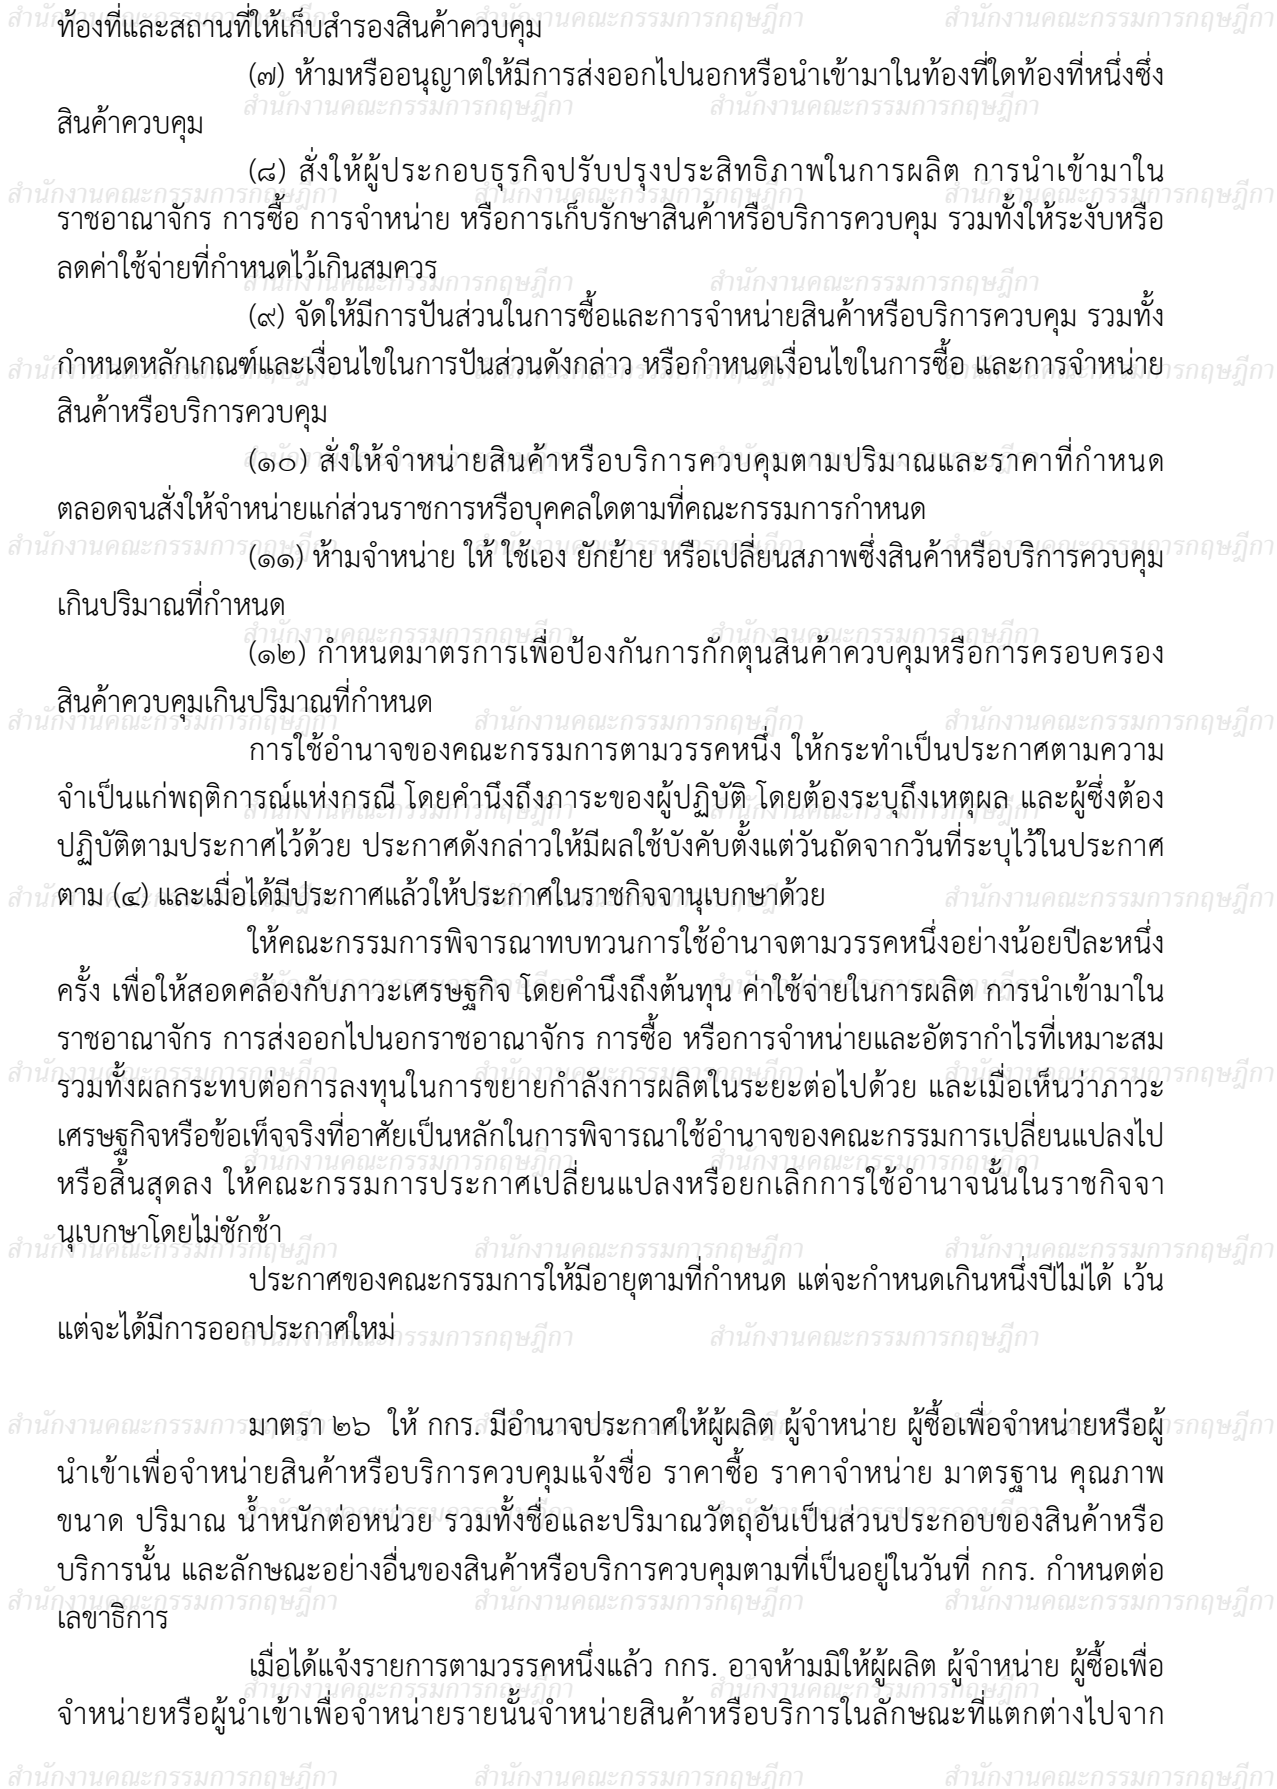 ท้องที่และสถานที่ให้เก็บสำรองสินค้าควบคุม
(๗) ห้ามหรืออนุญาตให้มีการส่งออกไปนอกหรือนำเข้ามาในท้องที่ใดท้องที่หนึ่งซึ่ง
สินค้าควบคุม
(๘) สั่งให้ผู้ประกอบธุรกิจปรับปรุงประสิทธิภาพในการผลิต การนำเข้ามาใน
ราชอาณาจักร การซื้อ การจำหน่าย หรือการเก็บรักษาสินค้าหรือบริการควบคุม รวมทั้งให้ระงับหรือ
ลดค่าใช้จ่ายที่กำหนดไว้เกินสมควร
(๙) จัดให้มีการปันส่วนในการซื้อและการจำหน่ายสินค้าหรือบริการควบคุม รวมทั้ง
กำหนดหลักเกณฑ์และเงื่อนไขในการปันส่วนดังกล่าว หรือกำหนดเงื่อนไขในการซื้อ และการจำหน่าย
สินค้าหรือบริการควบคุม
(๑๐) สั่งให้จำหน่ายสินค้าหรือบริการควบคุมตามปริมาณและราคาที่กำหนด
ตลอดจนสั่งให้จำหน่ายแก่ส่วนราชการหรือบุคคลใดตามที่คณะกรรมการกำหนด
(๑๑) ห้ามจำหน่าย ให้ ใช้เอง ยักย้าย หรือเปลี่ยนสภาพซึ่งสินค้าหรือบริการควบคุม
เกินปริมาณที่กำหนด
(๑๒) กำหนดมาตรการเพื่อป้องกันการกักตุนสินค้าควบคุมหรือการครอบครอง
สินค้าควบคุมเกินปริมาณที่กำหนด
การใช้อำนาจของคณะกรรมการตามวรรคหนึ่ง ให้กระทำเป็นประกาศตามความ
จำเป็นแก่พฤติการณ์แห่งกรณี โดยคำนึงถึงภาระของผู้ปฏิบัติ โดยต้องระบุถึงเหตุผล และผู้ซึ่งต้อง
ปฏิบัติตามประกาศไว้ด้วย ประกาศดังกล่าวให้มีผลใช้บังคับตั้งแต่วันถัดจากวันที่ระบุไว้ในประกาศ
ตาม (๔) และเมื่อได้มีประกาศแล้วให้ประกาศในราชกิจจานุเบกษาด้วย
ให้คณะกรรมการพิจารณาทบทวนการใช้อำนาจตามวรรคหนึ่งอย่างน้อยปีละหนึ่ง
ครั้ง เพื่อให้สอดคล้องกับภาวะเศรษฐกิจ โดยคำนึงถึงต้นทุน ค่าใช้จ่ายในการผลิต การนำเข้ามาใน
ราชอาณาจักร การส่งออกไปนอกราชอาณาจักร การซื้อ หรือการจำหน่ายและอัตรากำไรที่เหมาะสม
รวมทั้งผลกระทบต่อการลงทุนในการขยายกำลังการผลิตในระยะต่อไปด้วย และเมื่อเห็นว่าภาวะ
เศรษฐกิจหรือข้อเท็จจริงที่อาศัยเป็นหลักในการพิจารณาใช้อำนาจของคณะกรรมการเปลี่ยนแปลงไป
หรือสิ้นสุดลง ให้คณะกรรมการประกาศเปลี่ยนแปลงหรือยกเลิกการใช้อำนาจนั้นในราชกิจจา
นุเบกษาโดยไม่ชักช้า
ประกาศของคณะกรรมการให้มีอายุตามที่กำหนด แต่จะกำหนดเกินหนึ่งปีไม่ได้ เว้น
แต่จะได้มีการออกประกาศใหม่
มาตรา ๒๖ ให้ กกร. มีอำนาจประกาศให้ผู้ผลิต ผู้จำหน่าย ผู้ซื้อเพื่อจำหน่ายหรือผู้
นำเข้าเพื่อจำหน่ายสินค้าหรือบริการควบคุมแจ้งชื่อ ราคาซื้อ ราคาจำหน่าย มาตรฐาน คุณภาพ
ขนาด ปริมาณ น้ำหนักต่อหน่วย รวมทั้งชื่อและปริมาณวัตถุอันเป็นส่วนประกอบของสินค้าหรือ
บริการนั้น และลักษณะอย่างอื่นของสินค้าหรือบริการควบคุมตามที่เป็นอยู่ในวันที่ กกร. กำหนดต่อ
เลขาธิการ
เมื่อได้แจ้งรายการตามวรรคหนึ่งแล้ว กกร. อาจห้ามมิให้ผู้ผลิต ผู้จำหน่าย ผู้ซื้อเพื่อ
จำหน่ายหรือผู้นำเข้าเพื่อจำหน่ายรายนั้นจำหน่ายสินค้าหรือบริการในลักษณะที่แตกต่างไปจาก